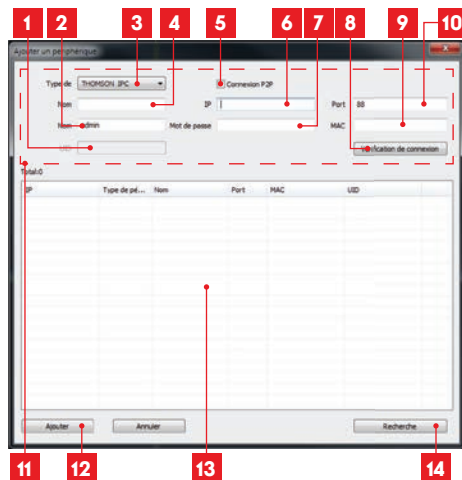 1 2 3 4 5 6 7 8 9 10
Ajouter un périphérique
Type de THOMSON IPC Connexion P2P
Nom IP Port 88
Nom admin Mot de passe MAC
UID Vérification de connexion
Total:0
IP Type de pé... Nom Port MAC UID
Ajouter Annuler Recherche
11 12 13 14